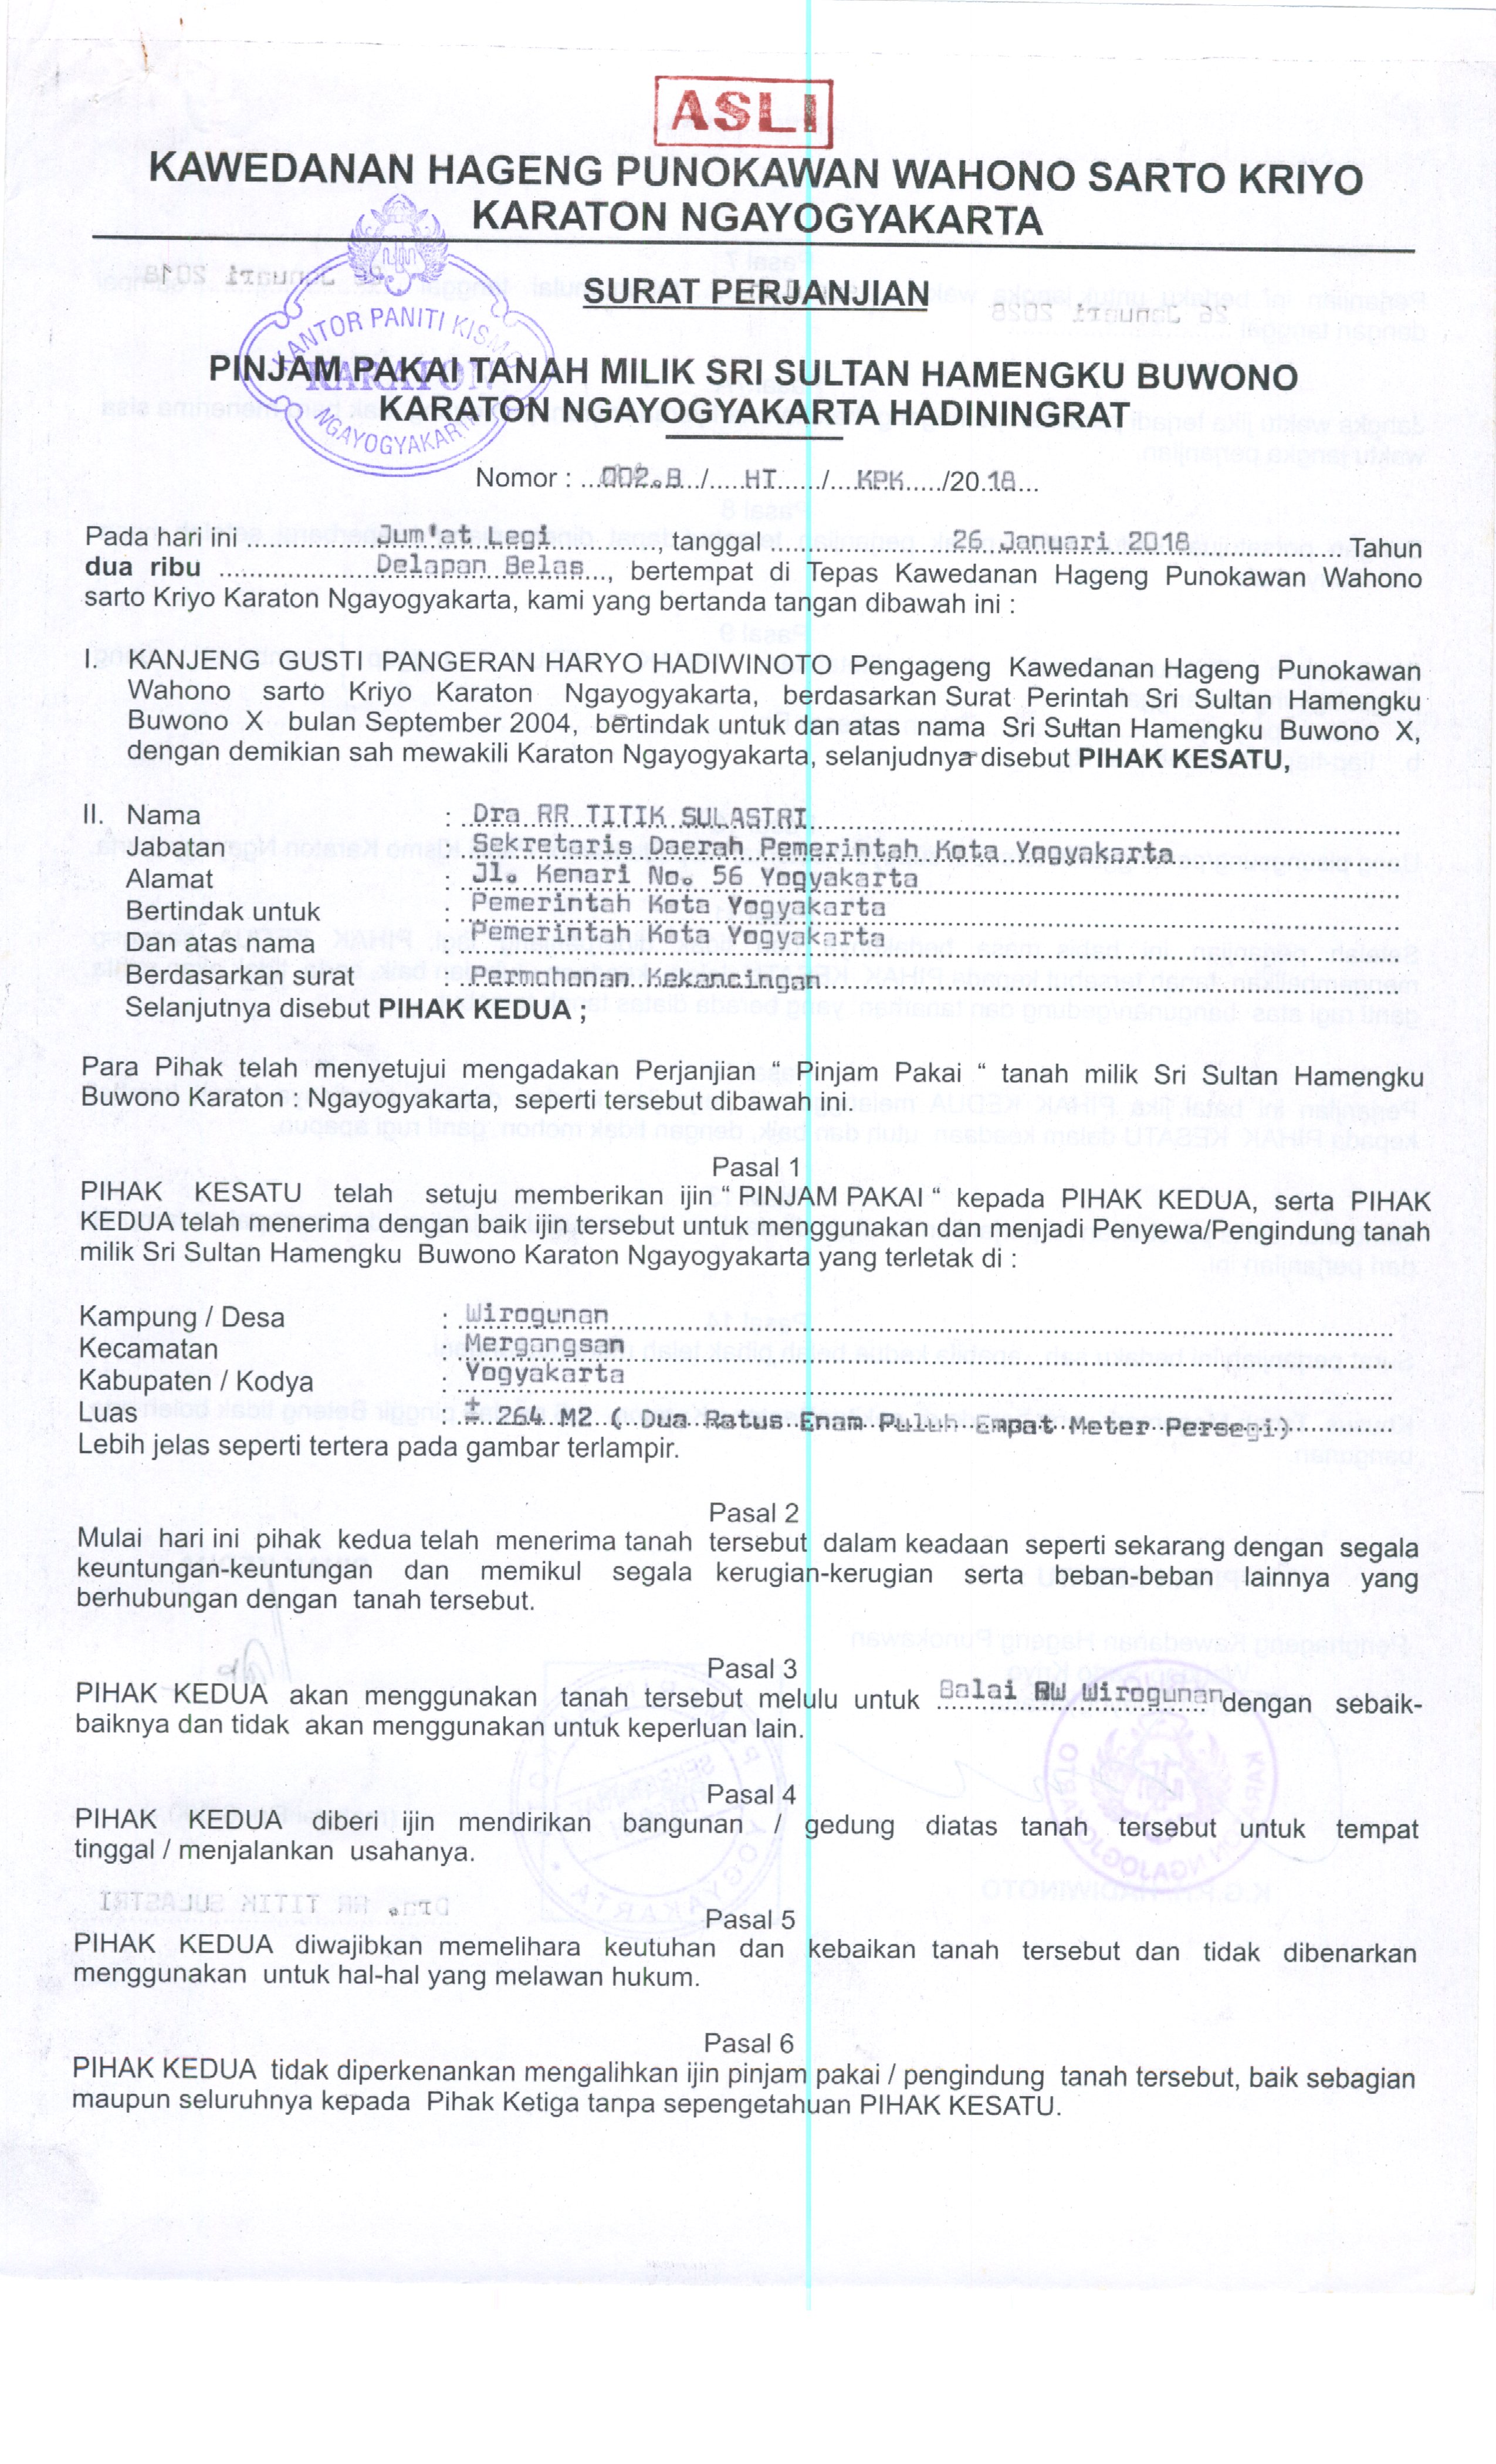 ASLI
KAWEDANAN HAGENG PUNOKAWAN WAHONO SARTO KRIYO
KARATON NGAYOGYAKARTA
KANTOR PANITI KISMO
KARATON
NGAYOGYAKARTA
SURAT PERJANJIAN
PINJAM PAKAI TANAH MILIK SRI SULTAN HAMENGKU BUWONO
KARATON NGAYOGYAKARTA HADININGRAT
Nomor : ...002.B.../.....HT....../....KPK...../20.18...
Pada hari ini ..................Jum'at Legi..............., tanggal .........................26 Januari 2018.....................Tahun
dua ribu ......................Delapan Belas..., bertempat di Tepas Kawedanan Hageng Punokawan Wahono
sarto Kriyo Karaton Ngayogyakarta, kami yang bertanda tangan dibawah ini :
I. KANJENG GUSTI PANGERAN HARYO HADIWINOTO Pengageng Kawedanan Hageng Punokawan
Wahono sarto Kriyo Karaton Ngayogyakarta, berdasarkan Surat Perintah Sri Sultan Hamengku
Buwono X bulan September 2004, bertindak untuk dan atas nama Sri Sultan Hamengku Buwono X,
dengan demikian sah mewakili Karaton Ngayogyakarta, selanjudnya disebut PIHAK KESATU,
II. Nama : Dra RR TITIK SULASTRI
Jabatan : Sekretaris Daerah Pemerintah Kota Yogyakarta
Alamat : Jl. Kenari No. 56 Yogyakarta
Bertindak untuk : Pemerintah Kota Yogyakarta
Dan atas nama : Pemerintah Kota Yogyakarta
Berdasarkan surat : Permohonan Kekancingan
Selanjutnya disebut PIHAK KEDUA ;
Para Pihak telah menyetujui mengadakan Perjanjian “ Pinjam Pakai “ tanah milik Sri Sultan Hamengku
Buwono Karaton : Ngayogyakarta, seperti tersebut dibawah ini.
Pasal 1
PIHAK KESATU telah setuju memberikan ijin “ PINJAM PAKAI “ kepada PIHAK KEDUA, serta PIHAK
KEDUA telah menerima dengan baik ijin tersebut untuk menggunakan dan menjadi Penyewa/Pengindung tanah
milik Sri Sultan Hamengku Buwono Karaton Ngayogyakarta yang terletak di :
Kampung / Desa : Wirogunan
Kecamatan : Mergangsan
Kabupaten / Kodya : Yogyakarta
Luas : ± 264 M2 ( Dua Ratus Enam Puluh Empat Meter Persegi)
Lebih jelas seperti tertera pada gambar terlampir.
Pasal 2
Mulai hari ini pihak kedua telah menerima tanah tersebut dalam keadaan seperti sekarang dengan segala
keuntungan-keuntungan dan memikul segala kerugian-kerugian serta beban-beban lainnya yang
berhubungan dengan tanah tersebut.
Pasal 3
PIHAK KEDUA akan menggunakan tanah tersebut melulu untuk Balai RW Wirogunan dengan sebaik-
baiknya dan tidak akan menggunakan untuk keperluan lain.
Pasal 4
PIHAK KEDUA diberi ijin mendirikan bangunan / gedung diatas tanah tersebut untuk tempat
tinggal / menjalankan usahanya.
Pasal 5
PIHAK KEDUA diwajibkan memelihara keutuhan dan kebaikan tanah tersebut dan tidak dibenarkan
menggunakan untuk hal-hal yang melawan hukum.
Pasal 6
PIHAK KEDUA tidak diperkenankan mengalihkan ijin pinjam pakai / pengindung tanah tersebut, baik sebagian
maupun seluruhnya kepada Pihak Ketiga tanpa sepengetahuan PIHAK KESATU.